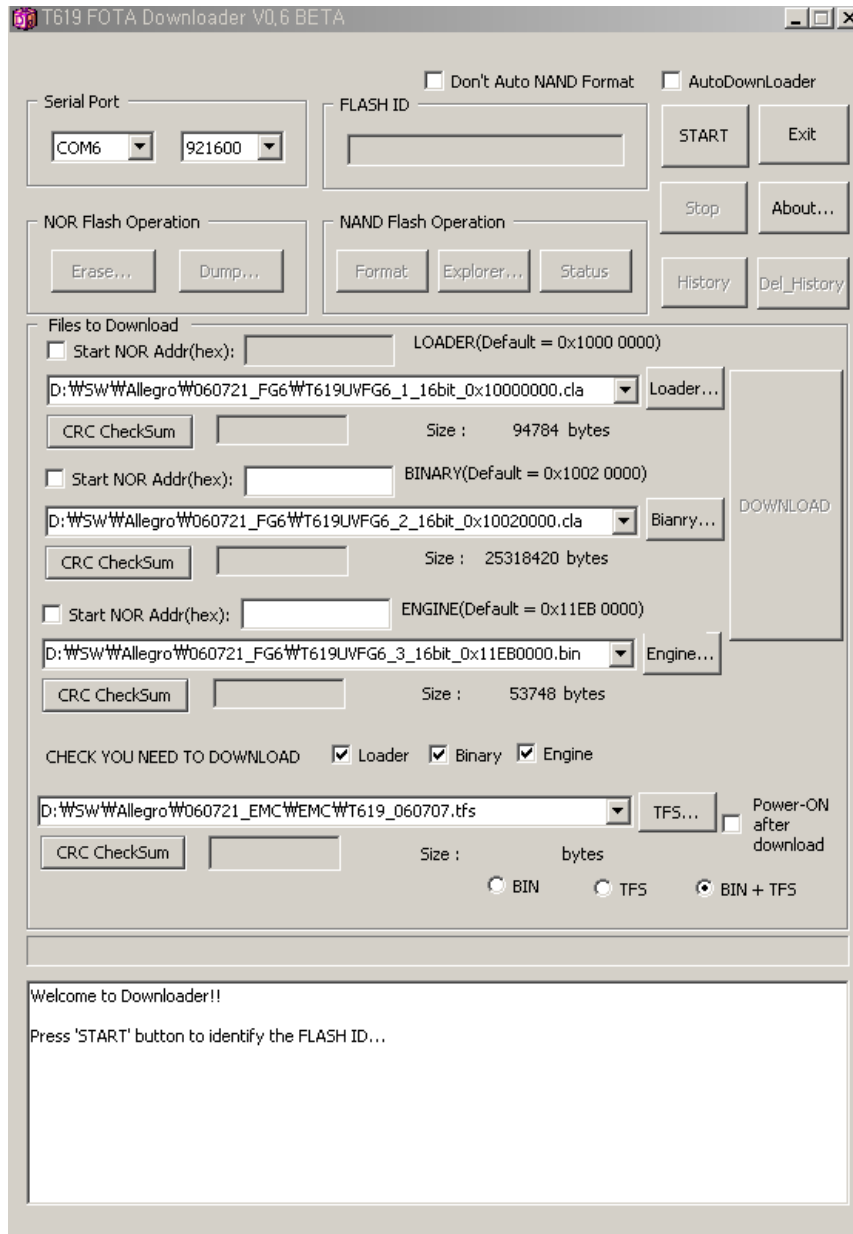 T619 FOTA Downloader V0,6 BETA
Don't Auto NAND Format
AutoDownLoader
Serial Port
COM6
921600
FLASH ID
START
Exit
Stop
About...
NOR Flash Operation
Erase...
Dump...
NAND Flash Operation
Format
Explorer...
Status
History
Del_History
Files to Download
Start NOR Addr(hex):
LOADER(Default = 0x1000 0000)
D:₩SW₩Allegro₩060721_FG6₩T619UVFG6_1_16bit_0x10000000.cla
Loader...
CRC CheckSum
Size : 94784 bytes
Start NOR Addr(hex):
BINARY(Default = 0x1002 0000)
D:₩SW₩Allegro₩060721_FG6₩T619UVFG6_2_16bit_0x10020000.cla
Bianry...
DOWNLOAD
CRC CheckSum
Size : 25318420 bytes
Start NOR Addr(hex):
ENGINE(Default = 0x11EB 0000)
D:₩SW₩Allegro₩060721_FG6₩T619UVFG6_3_16bit_0x11EB0000.bin
Engine...
CRC CheckSum
Size : 53748 bytes
CHECK YOU NEED TO DOWNLOAD
Loader
Binary
Engine
D:₩SW₩Allegro₩060721_EMC₩EMC₩T619_060707.tfs
TFS...
Power-ON
after
download
CRC CheckSum
Size : bytes
BIN
TFS
BIN + TFS
Welcome to Downloader!!
Press 'START' button to identify the FLASH ID...